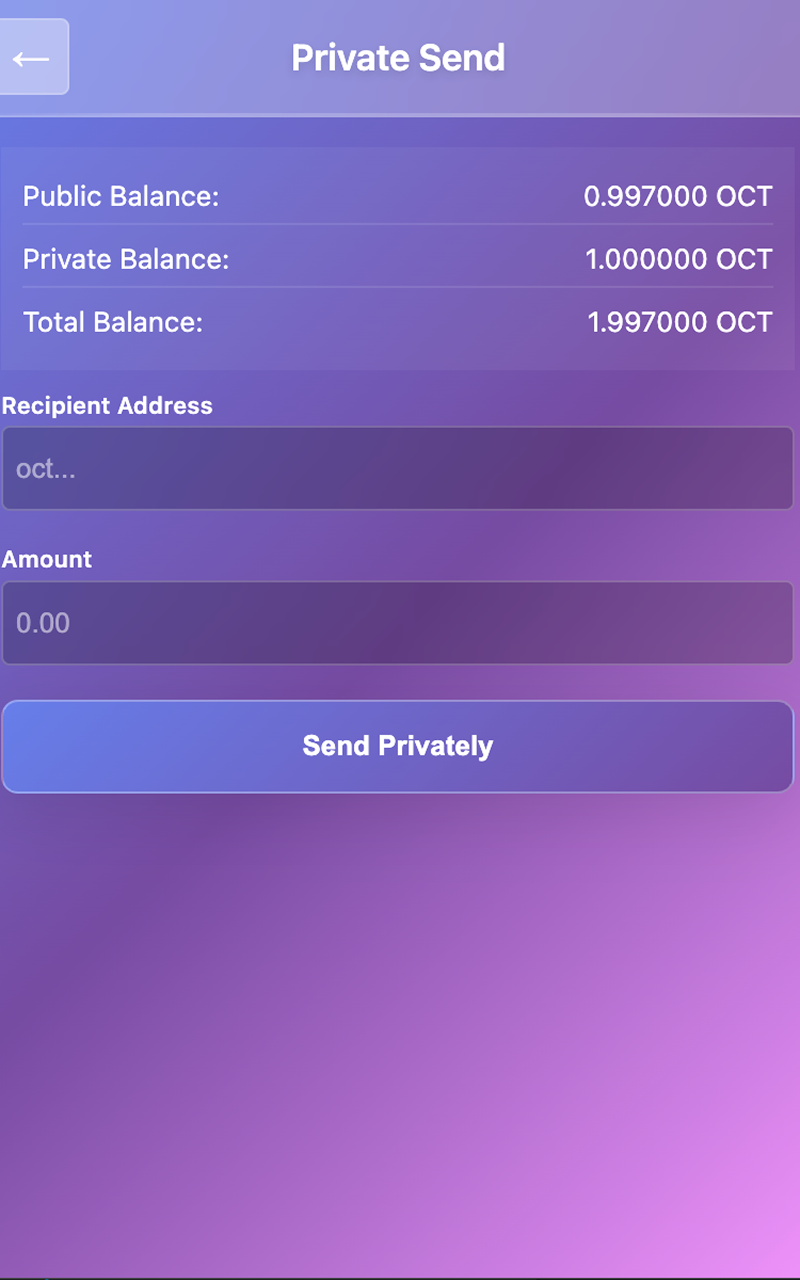 ←
Private Send
Public Balance: 0.997000 OCT
Private Balance: 1.000000 OCT
Total Balance: 1.997000 OCT
Recipient Address
oct...
Amount
0.00
Send Privately